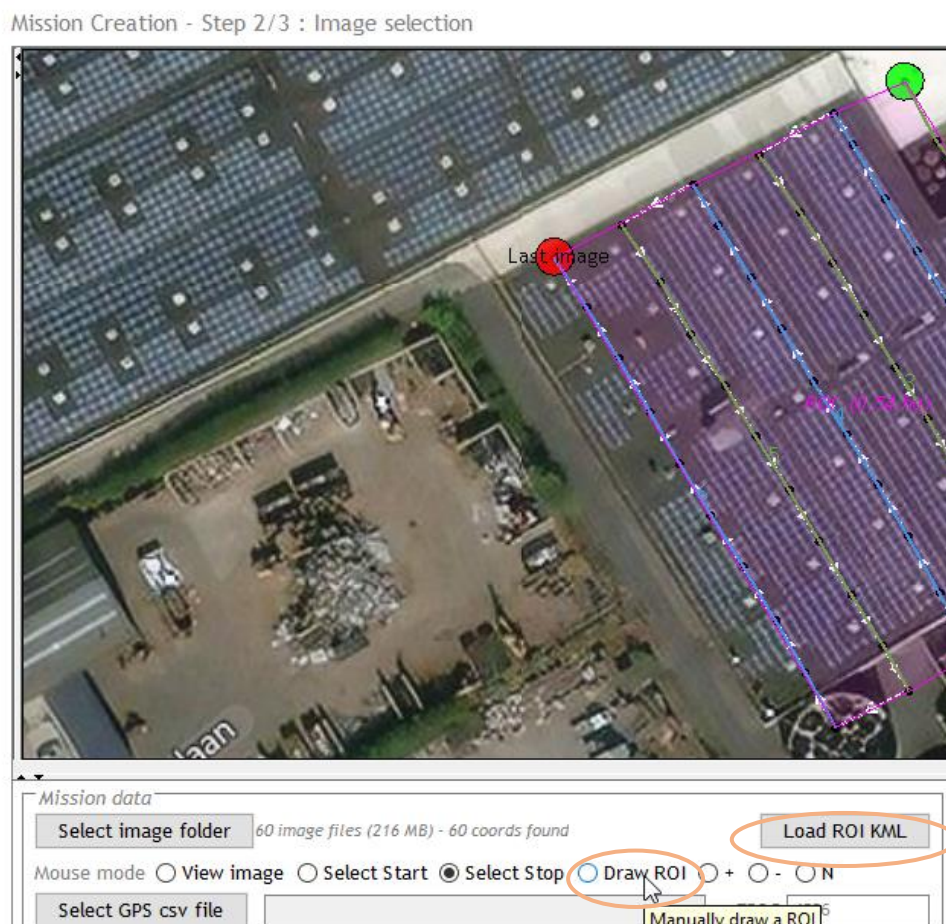 Mission Creation - Step 2/3 : Image selection
Last image
laan
Mission data
Select image folder 60 image files (216 MB) - 60 coords found Load ROI KML
Mouse mode View image Select Start Select Stop Draw ROI + - N
Select GPS csv file
Manually draw a ROI